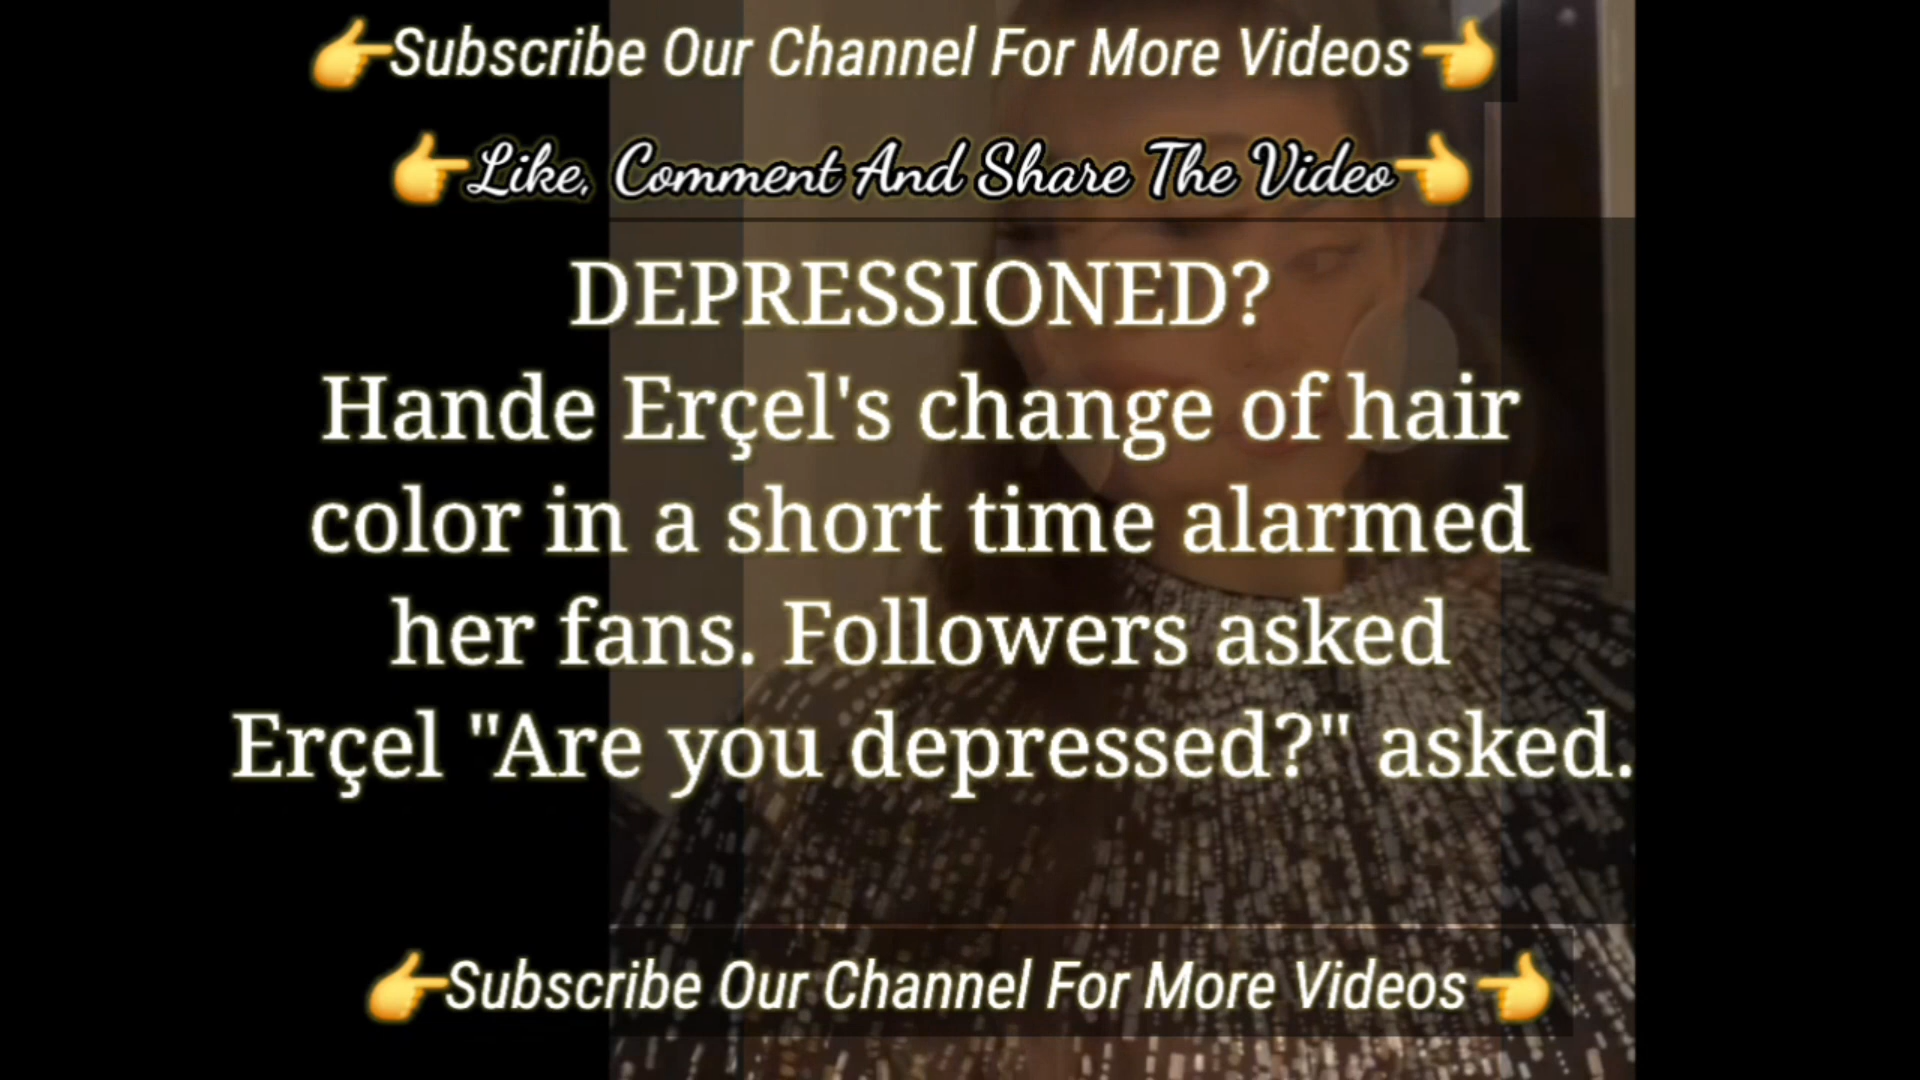 👉Subscribe Our Channel For More Videos👈
👉Like, Comment And Share The Video👈
DEPRESSIONED?
Hande Erçel's change of hair
color in a short time alarmed
her fans. Followers asked
Erçel "Are you depressed?" asked.
👉Subscribe Our Channel For More Videos👈